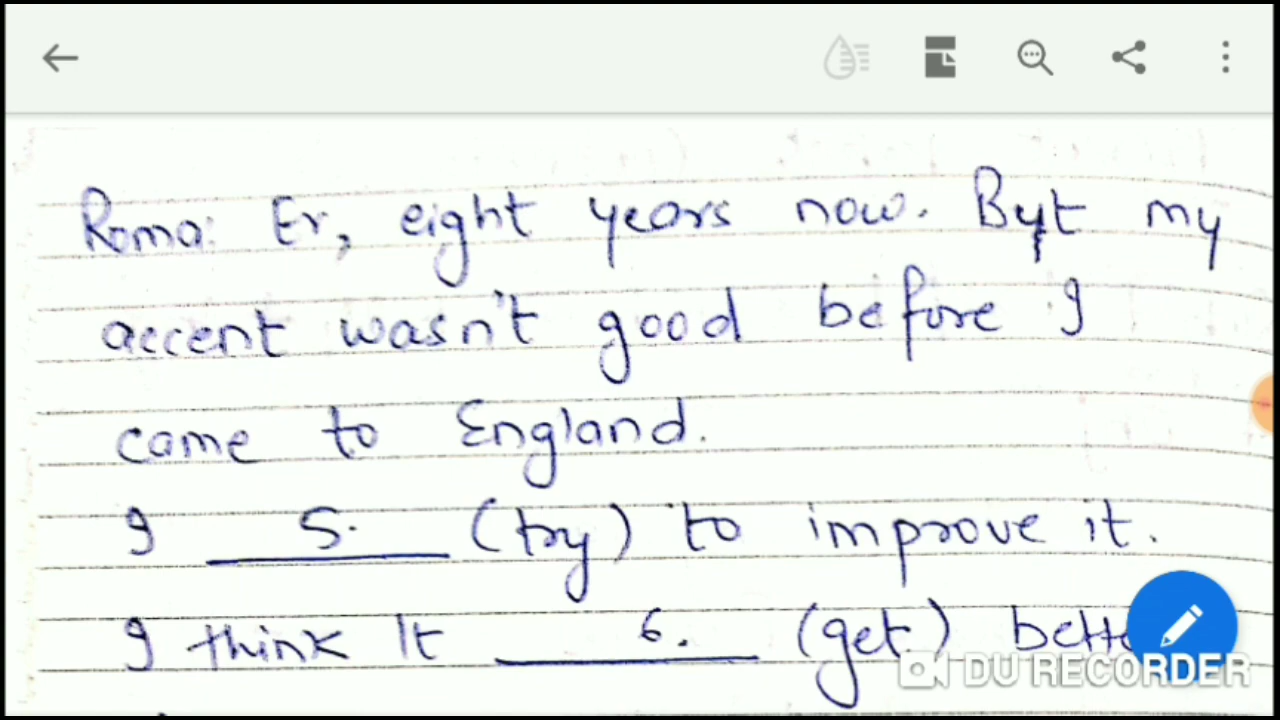 Roma: Er, eight years now. But my
accent wasn't good before I
came to England.
I 5. (try) to improve it.
I think It 6. (get) bette
DU RECORDER